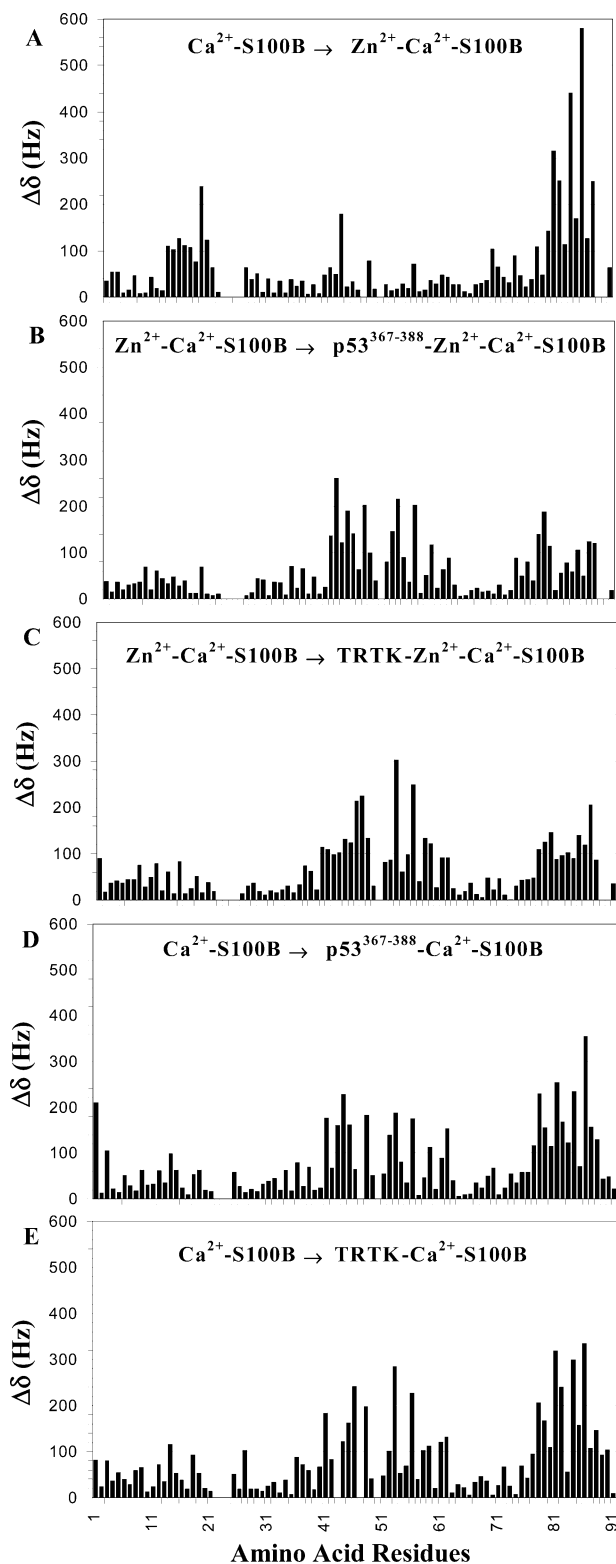 A
Ca²⁺-S100B → Zn²⁺-Ca²⁺-S100B
Δδ (Hz)
600
500
400
300
200
100
0
B
Zn²⁺-Ca²⁺-S100B → p53³⁶⁷⁻³⁸⁸-Zn²⁺-Ca²⁺-S100B
Δδ (Hz)
600
500
400
300
200
100
0
C
Zn²⁺-Ca²⁺-S100B → TRTK-Zn²⁺-Ca²⁺-S100B
Δδ (Hz)
600
500
400
300
200
100
0
D
Ca²⁺-S100B → p53³⁶⁷⁻³⁸⁸-Ca²⁺-S100B
Δδ (Hz)
600
500
400
300
200
100
0
E
Ca²⁺-S100B → TRTK-Ca²⁺-S100B
Δδ (Hz)
600
500
400
300
200
100
0
1 11 21 31 41 51 61 71 81 91
Amino Acid Residues